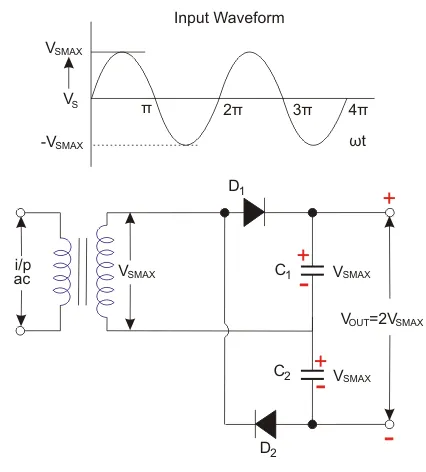 Input Waveform
VSMAX
VS
π 2π 3π 4π
-VSMAX
ωt
D1
+
i/p
ac
VSMAX
+
C1
-
VSMAX
VOUT=2VSMAX
+
C2
-
VSMAX
-
D2